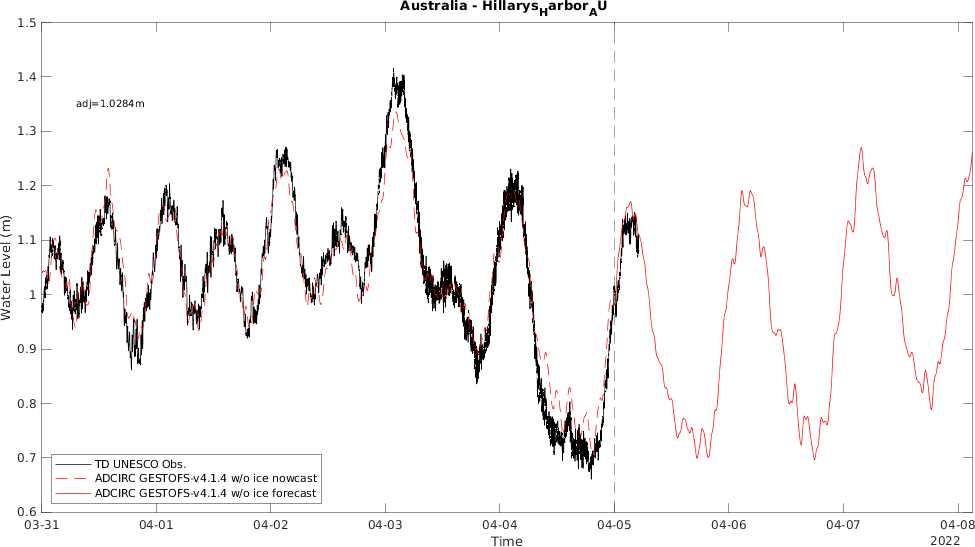 Australia - HillarysHarborAU
1.5
1.4
1.3
1.2
1.1
1
0.9
0.8
0.7
0.6
Water Level (m)
adj=1.0284m
TD UNESCO Obs.
ADCIRC GESTOFS-v4.1.4 w/o ice nowcast
ADCIRC GESTOFS-v4.1.4 w/o ice forecast
03-31 04-01 04-02 04-03 04-04 04-05 04-06 04-07 04-08
Time 2022